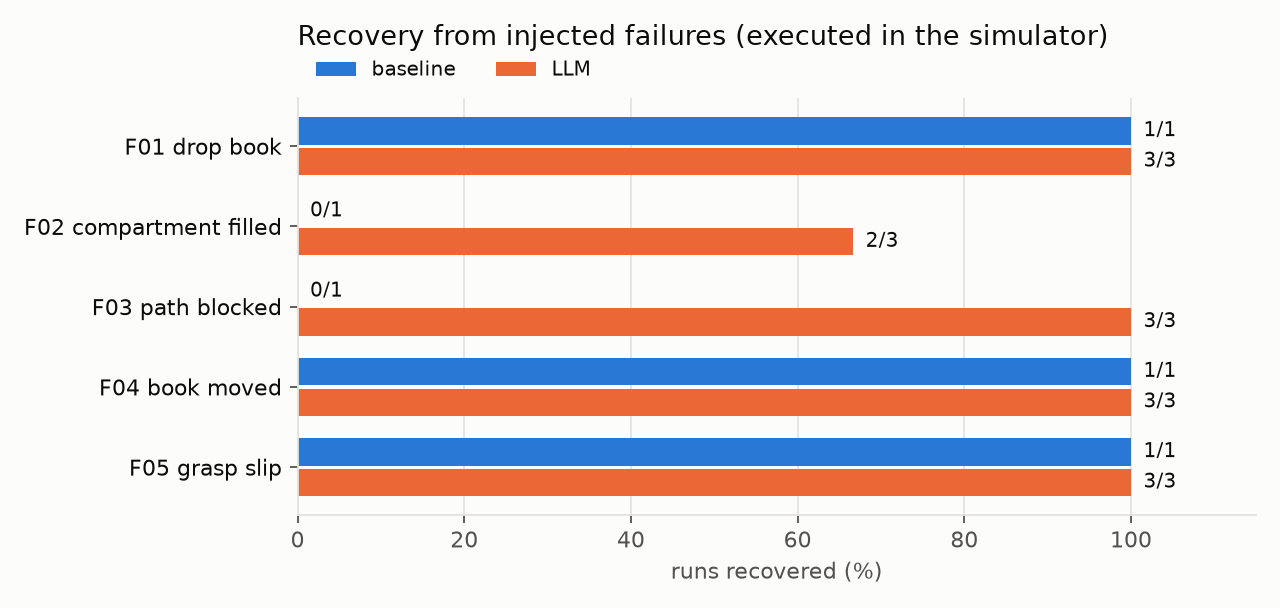 Recovery from injected failures (executed in the simulator)
baseline LLM
F01 drop book
1/1
3/3
F02 compartment filled
0/1
2/3
F03 path blocked
0/1
3/3
F04 book moved
1/1
3/3
F05 grasp slip
1/1
3/3
0 20 40 60 80 100
runs recovered (%)